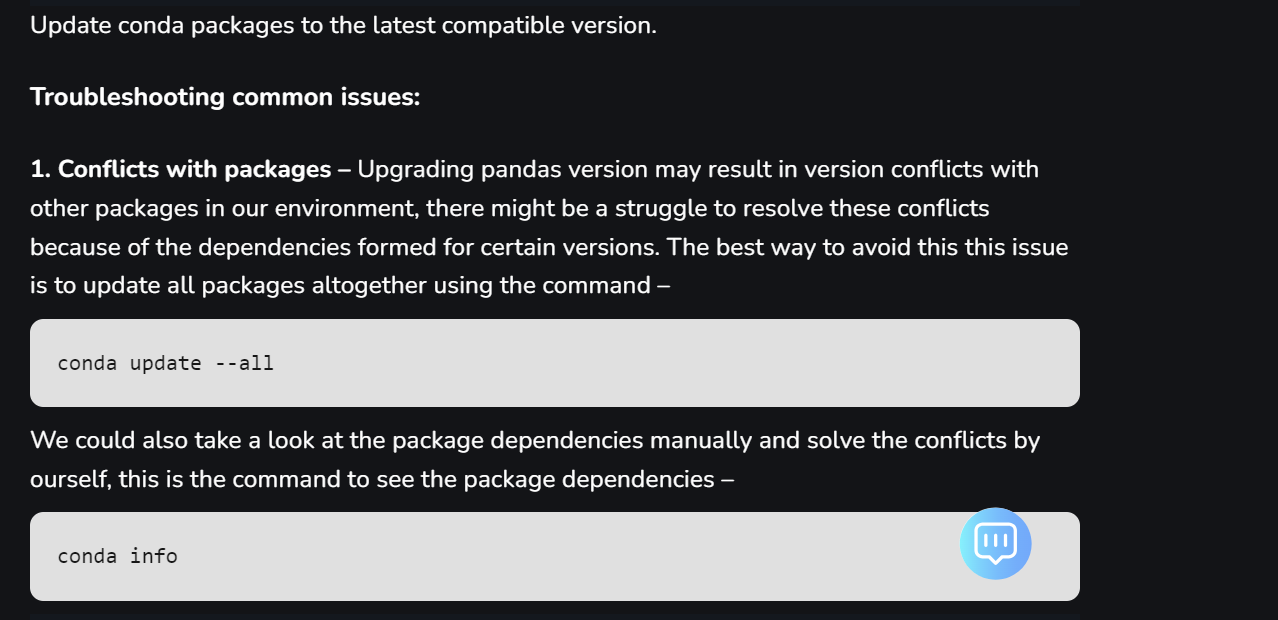 Update conda packages to the latest compatible version.
Troubleshooting common issues:
1. Conflicts with packages – Upgrading pandas version may result in version conflicts with
other packages in our environment, there might be a struggle to resolve these conflicts
because of the dependencies formed for certain versions. The best way to avoid this this issue
is to update all packages altogether using the command –
conda update --all
We could also take a look at the package dependencies manually and solve the conflicts by
ourself, this is the command to see the package dependencies –
conda info